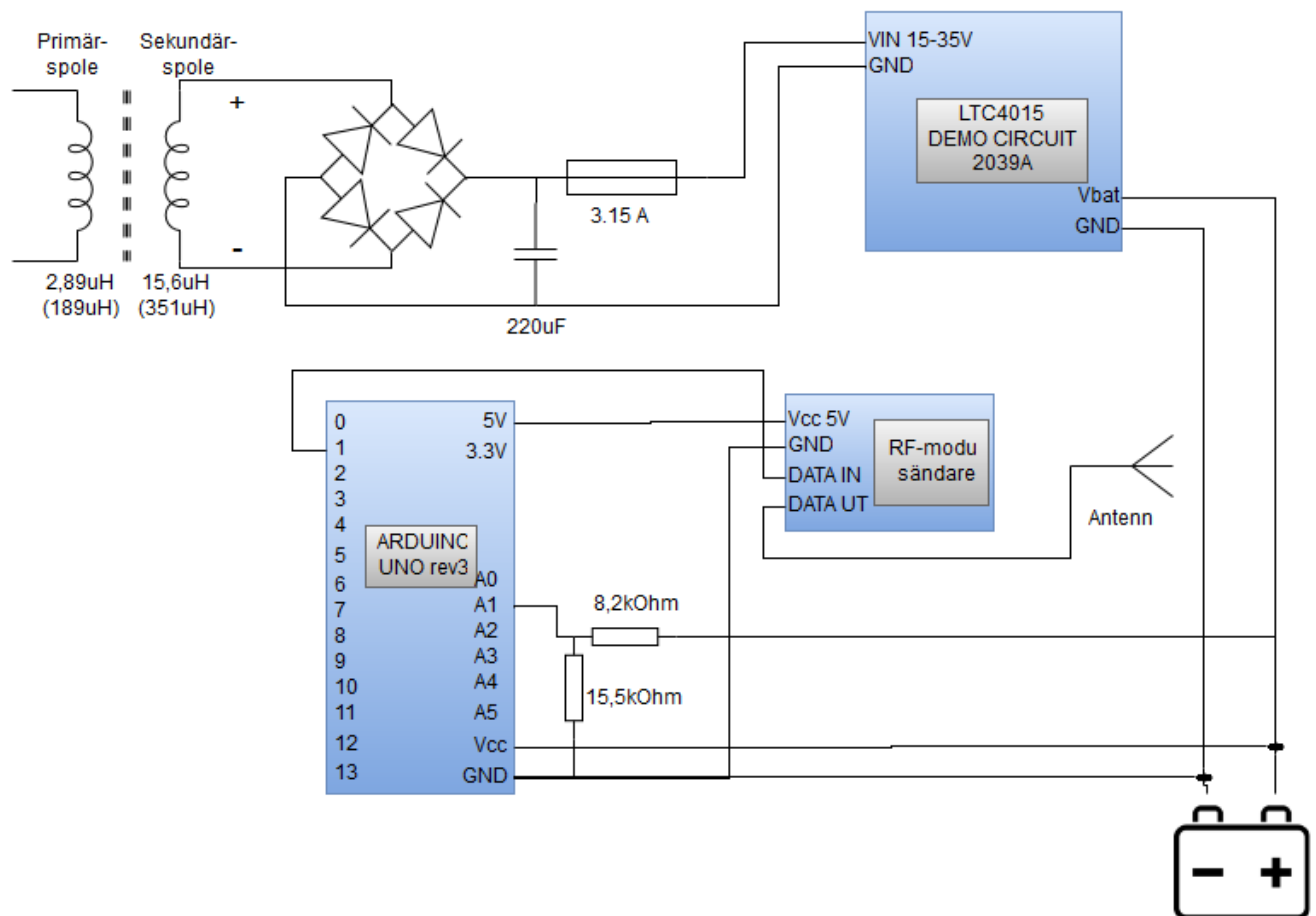 Primär-
spole
Sekundär-
spole
+
-
2,89uH
(189uH)
15,6uH
(351uH)
220uF
3.15 A
VIN 15-35V
GND
LTC4015
DEMO CIRCUIT
2039A
Vbat
GND
0
1
2
3
4
5
6
7
8
9
10
11
12
13
5V
3.3V
ARDUINO
UNO rev3
A0
A1
A2
A3
A4
A5
Vcc
GND
Vcc 5V
GND
DATA IN
DATA UT
RF-modu
sändare
Antenn
8,2kOhm
15,5kOhm
- +